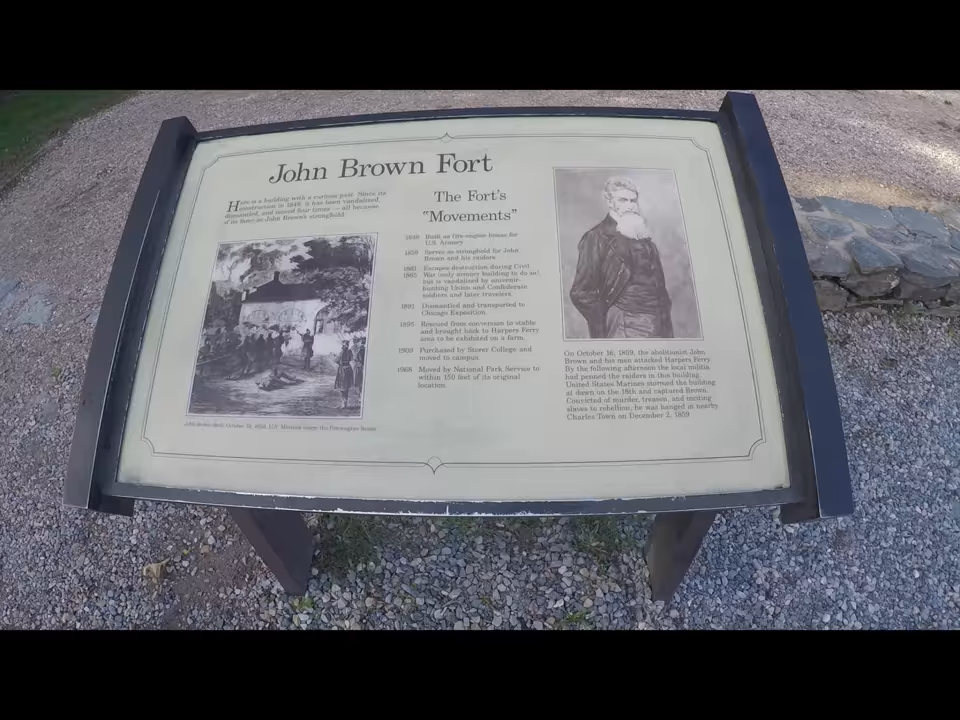 John Brown Fort
Here is a building with a curious past. Since its
construction in 1848, it has been vandalized,
dismantled, and moved four times — all because
of its fame as John Brown's stronghold.
John Brown's Fort, October 18, 1859. U.S. Marines storm the
The Fort's
"Movements"
1848 Built as fire-engine house for
U.S. Armory
1859 Serves as stronghold for John
Brown and his raiders.
1861
1865 Escapes destruction during Civil
War (only armory building to do so),
but is vandalized by souvenir-
hunting Union and Confederate
soldiers and later travelers.
1891 Dismantled and transported to
Chicago Exposition.
1895 Rescued from conversion to stable
and brought back to Harpers Ferry
area to be exhibited on a farm.
1909 Purchased by Storer College and
moved to campus.
1968 Moved by National Park Service to
within 150 feet of its original
location.
On October 16, 1859, the abolitionist John
Brown and his men attacked Harpers Ferry.
By the following afternoon the local militia
had penned the raiders in this building.
United States Marines stormed the building
at dawn on the 18th and captured Brown.
Convicted of murder, treason, and inciting
slaves to rebellion, he was hanged in nearby
Charles Town on December 2, 1859.